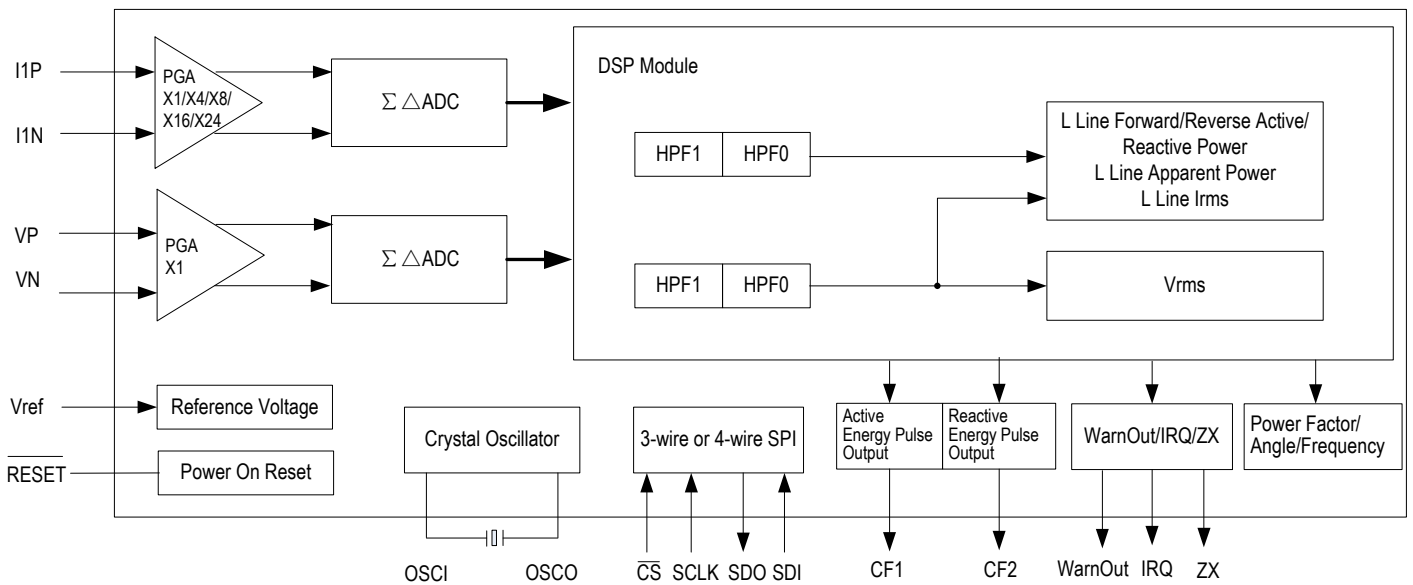 I1P
I1N
PGA
X1/X4/X8/
X16/X24
Σ △ADC
DSP Module
HPF1
HPF0
L Line Forward/Reverse Active/
Reactive Power
L Line Apparent Power
L Line Irms
VP
VN
PGA
X1
Σ △ADC
HPF1
HPF0
Vrms
Vref
Reference Voltage
RESET
Power On Reset
Crystal Oscillator
3-wire or 4-wire SPI
Active
Energy Pulse
Output
Reactive
Energy Pulse
Output
WarnOut/IRQ/ZX
Power Factor/
Angle/Frequency
OSCI
OSCO
CS
SCLK
SDO
SDI
CF1
CF2
WarnOut
IRQ
ZX